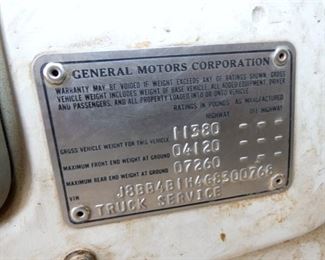 GENERAL MOTORS CORPORATION
WARRANTY MAY BE VOIDED IF WEIGHT EXCEEDS ANY OF RATINGS SHOWN. GROSS
VEHICLE WEIGHT INCLUDES WEIGHT OF BASE VEHICLE, ALL ADDED EQUIPMENT, DRIVER
AND PASSENGERS, AND ALL PROPERTY LOADED INTO OR ONTO VEHICLE.
RATINGS IN POUNDS AS MANUFACTURED
HIGHWAY OFF HIGHWAY
GROSS VEHICLE WEIGHT FOR THIS VEHICLE 11380 - - -
MAXIMUM FRONT END WEIGHT AT GROUND 04120 - - -
MAXIMUM REAR END WEIGHT AT GROUND 07260 - - -
VIN J8BB4B1H4G8300768
TRUCK SERVICE